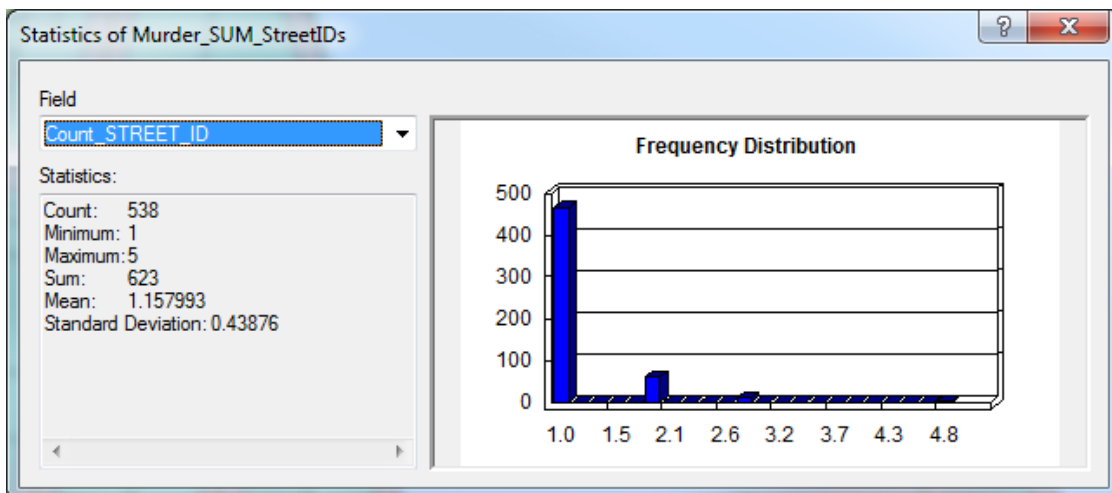 Statistics of Murder_SUM_StreetIDs
Field
Count_STREET_ID
Statistics:
Count: 538
Minimum: 1
Maximum: 5
Sum: 623
Mean: 1.157993
Standard Deviation: 0.43876
Frequency Distribution
500
400
300
200
100
0
1.0 1.5 2.1 2.6 3.2 3.7 4.3 4.8